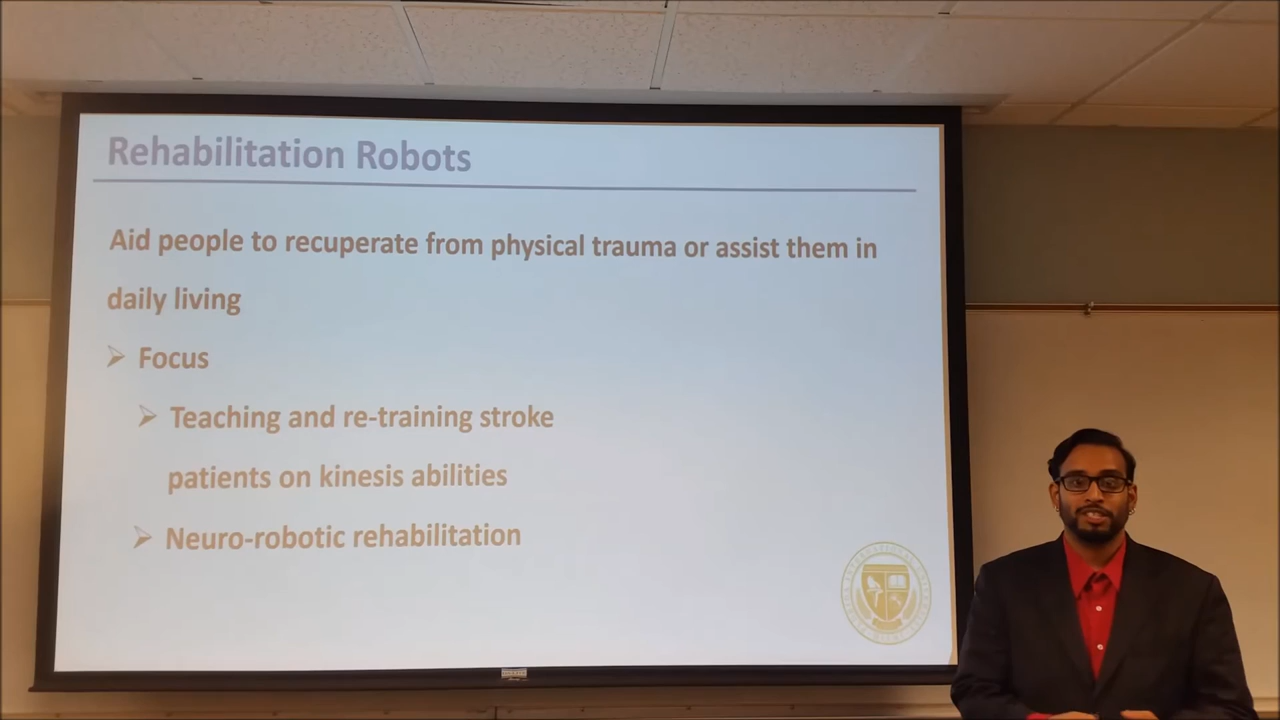 Rehabilitation Robots
Aid people to recuperate from physical trauma or assist them in
daily living
Focus
Teaching and re-training stroke
patients on kinesis abilities
Neuro-robotic rehabilitation